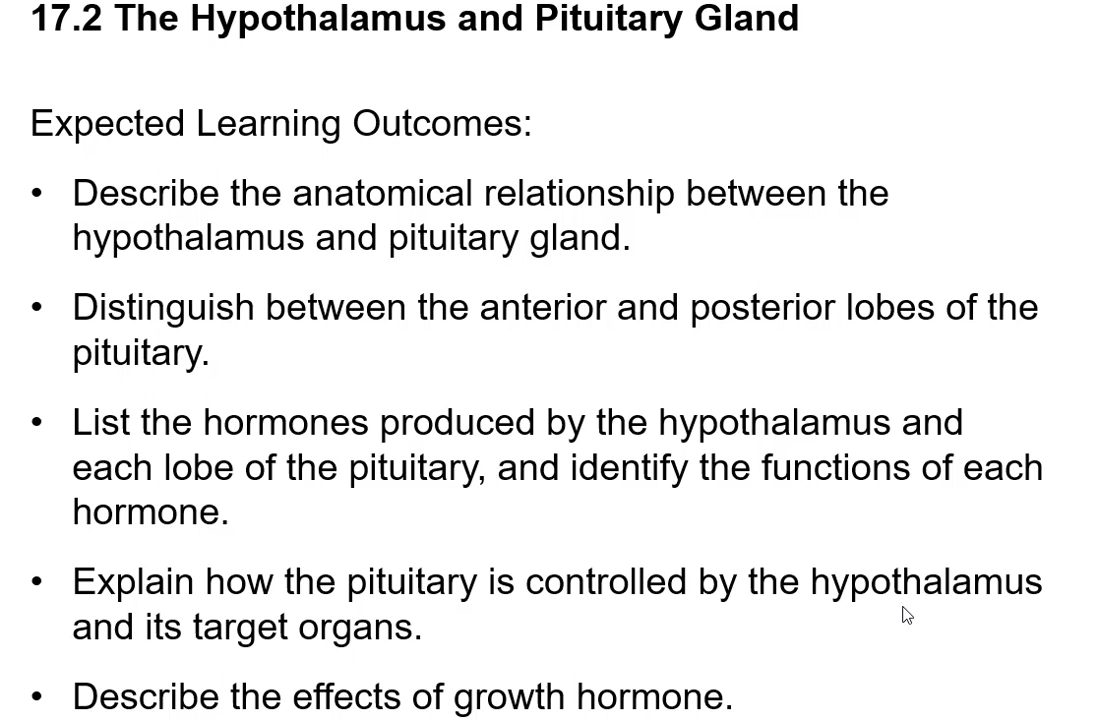 17.2 The Hypothalamus and Pituitary Gland
Expected Learning Outcomes:
• Describe the anatomical relationship between the
hypothalamus and pituitary gland.
• Distinguish between the anterior and posterior lobes of the
pituitary.
• List the hormones produced by the hypothalamus and
each lobe of the pituitary, and identify the functions of each
hormone.
• Explain how the pituitary is controlled by the hypothalamus
and its target organs.
• Describe the effects of growth hormone.